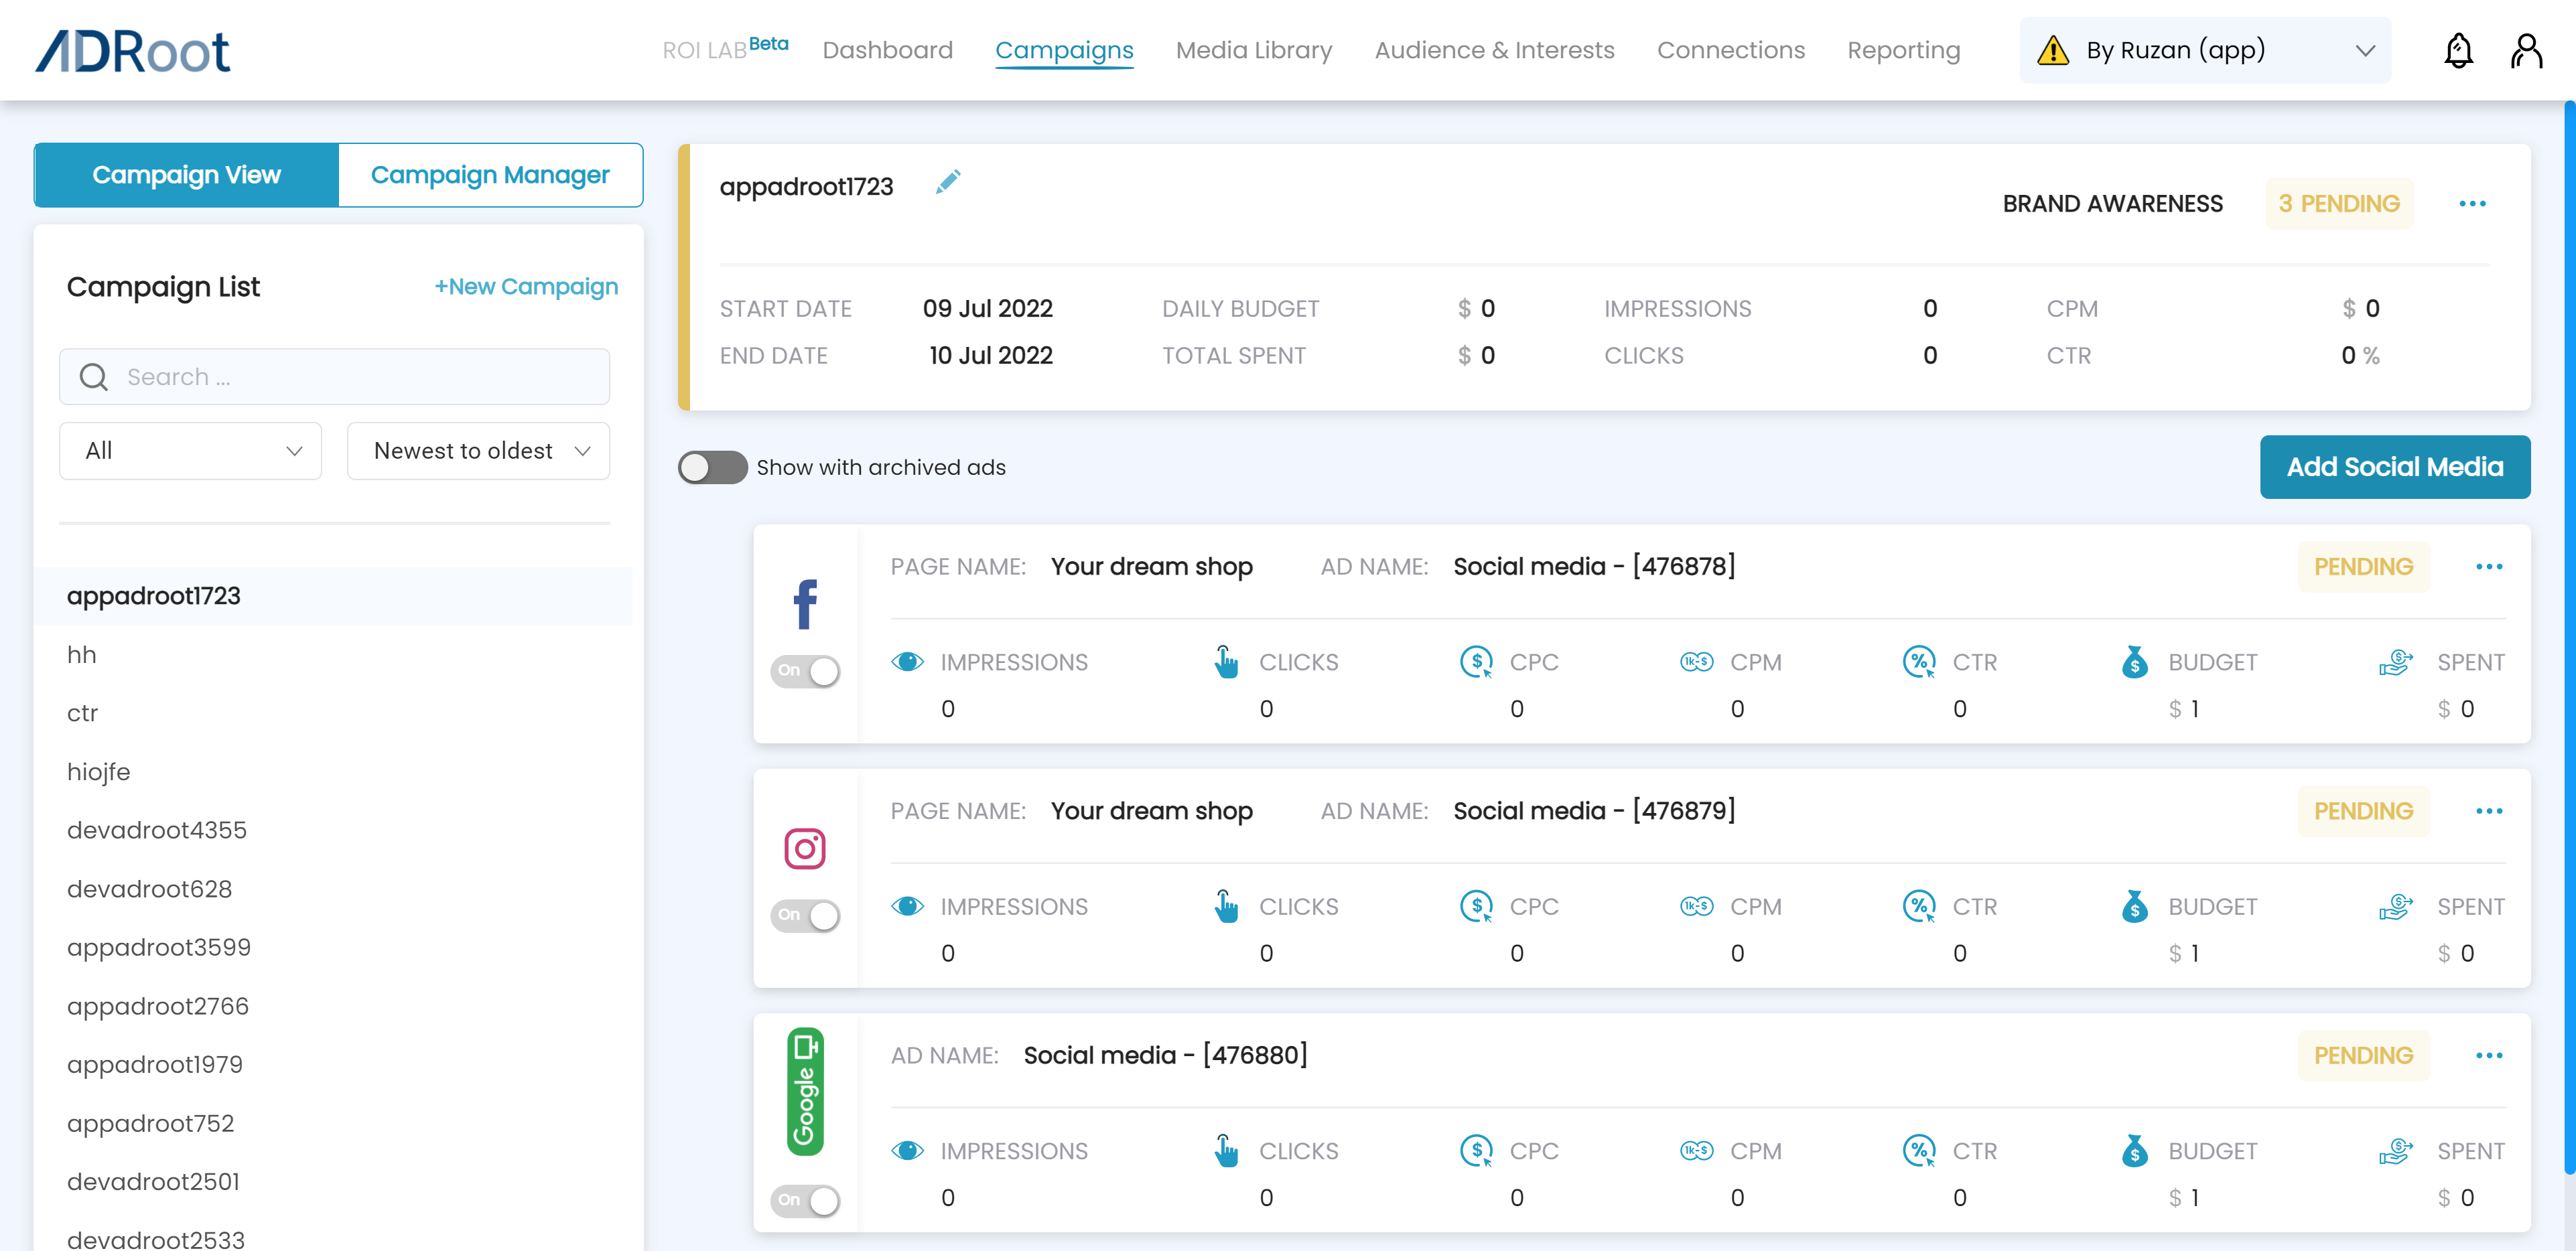 ADRoot
ROI LAB Beta Dashboard Campaigns Media Library Audience & Interests Connections Reporting
By Ruzan (app)
Campaign View Campaign Manager
Campaign List +New Campaign
Search ...
All Newest to oldest
appadroot1723
hh
ctr
hiojfe
devadroot4355
devadroot628
appadroot3599
appadroot2766
appadroot1979
appadroot752
devadroot2501
devadroot2533
appadroot1723
BRAND AWARENESS 3 PENDING
START DATE 09 Jul 2022 DAILY BUDGET $ 0 IMPRESSIONS 0 CPM $ 0
END DATE 10 Jul 2022 TOTAL SPENT $ 0 CLICKS 0 CTR 0 %
Show with archived ads Add Social Media
PAGE NAME: Your dream shop AD NAME: Social media - [476878] PENDING
On
IMPRESSIONS CLICKS $ CPC 1k-$ CPM % CTR $ BUDGET $ SPENT
0 0 0 0 0 $ 1 $ 0
PAGE NAME: Your dream shop AD NAME: Social media - [476879] PENDING
On
IMPRESSIONS CLICKS $ CPC 1k-$ CPM % CTR $ BUDGET $ SPENT
0 0 0 0 0 $ 1 $ 0
Google
AD NAME: Social media - [476880] PENDING
On
IMPRESSIONS CLICKS $ CPC 1k-$ CPM % CTR $ BUDGET $ SPENT
0 0 0 0 0 $ 1 $ 0